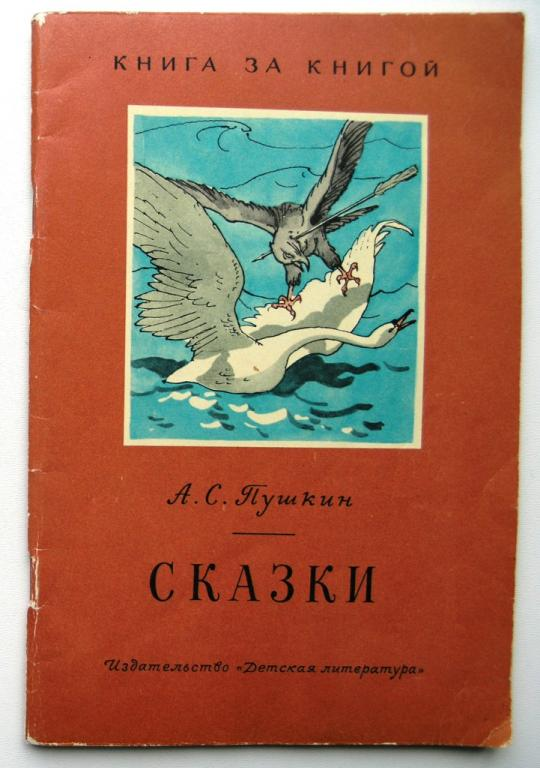 КНИГА ЗА КНИГОЙ
А. С. Пушкин
СКАЗКИ
Издательство «Детская литература»